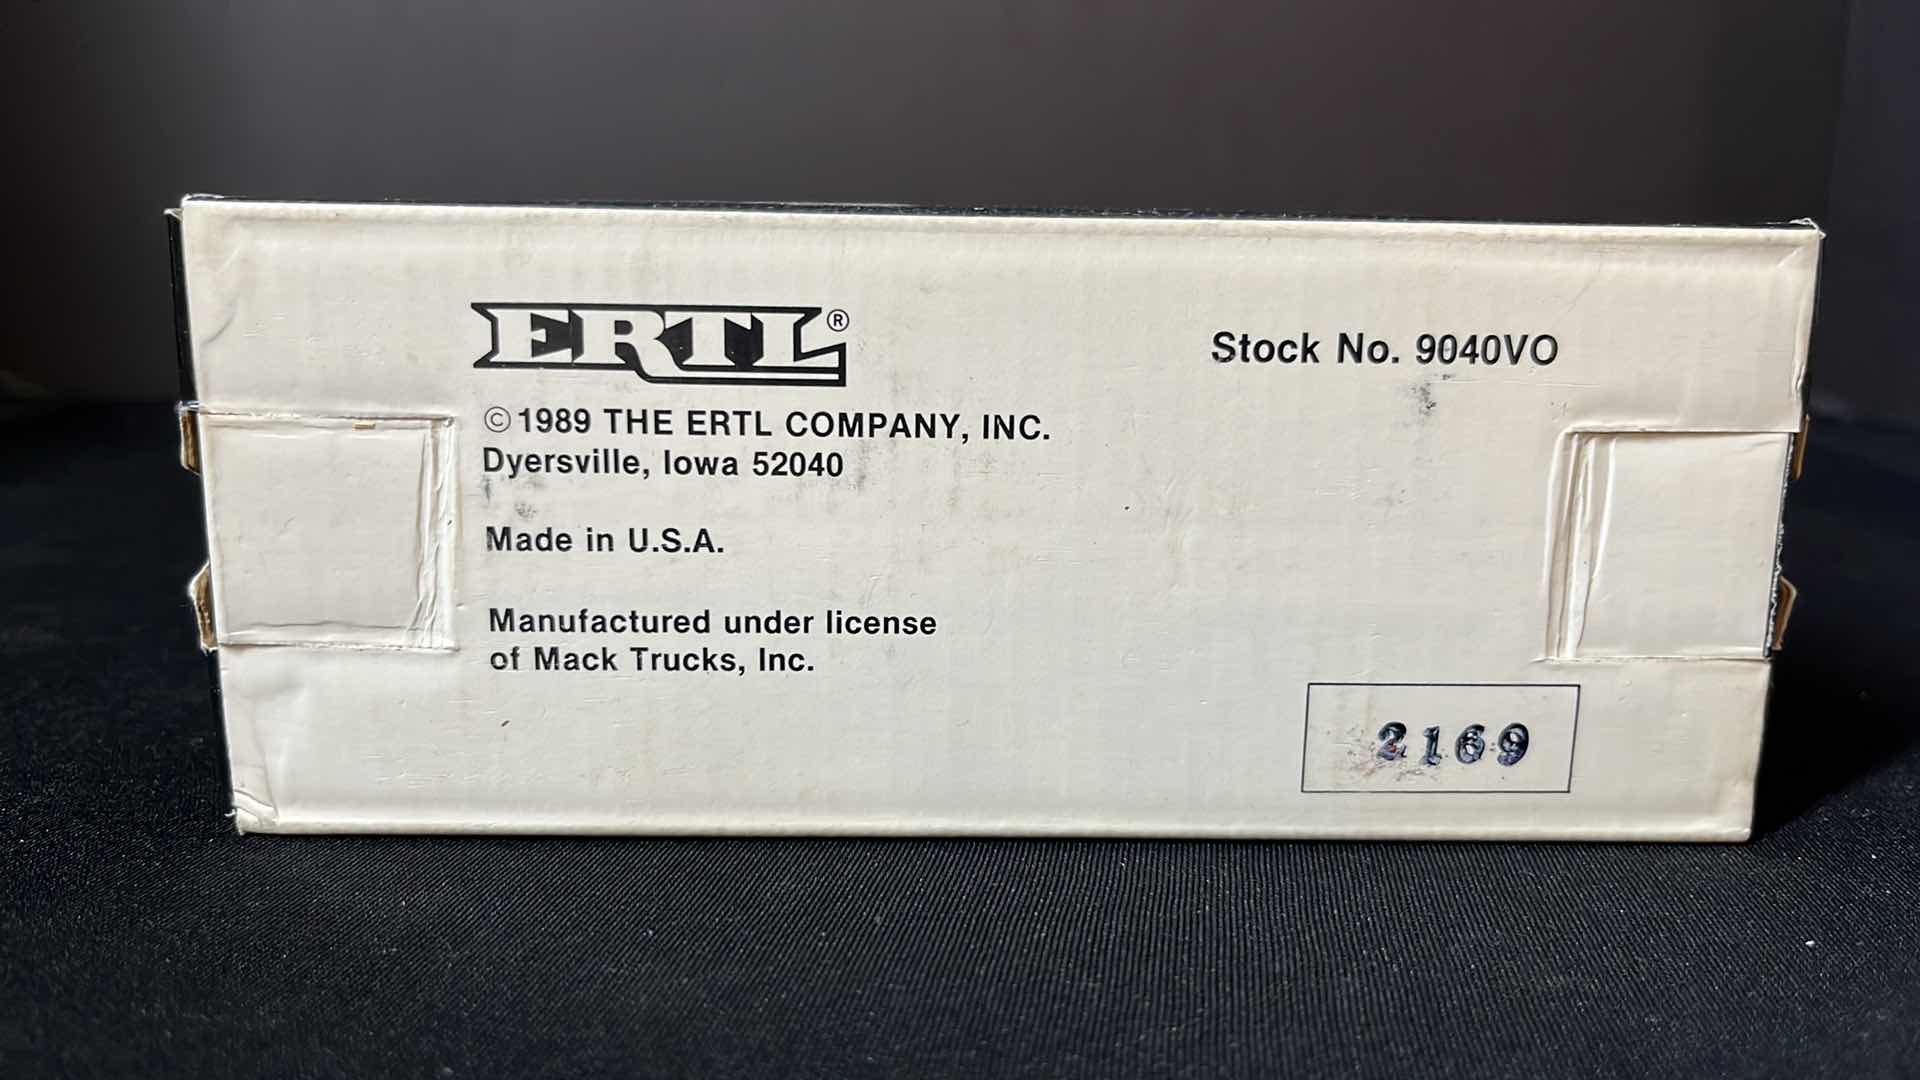 ERTL®
Stock No. 9040VO
© 1989 THE ERTL COMPANY, INC.
Dyersville, Iowa 52040
Made in U.S.A.
Manufactured under license
of Mack Trucks, Inc.
2169